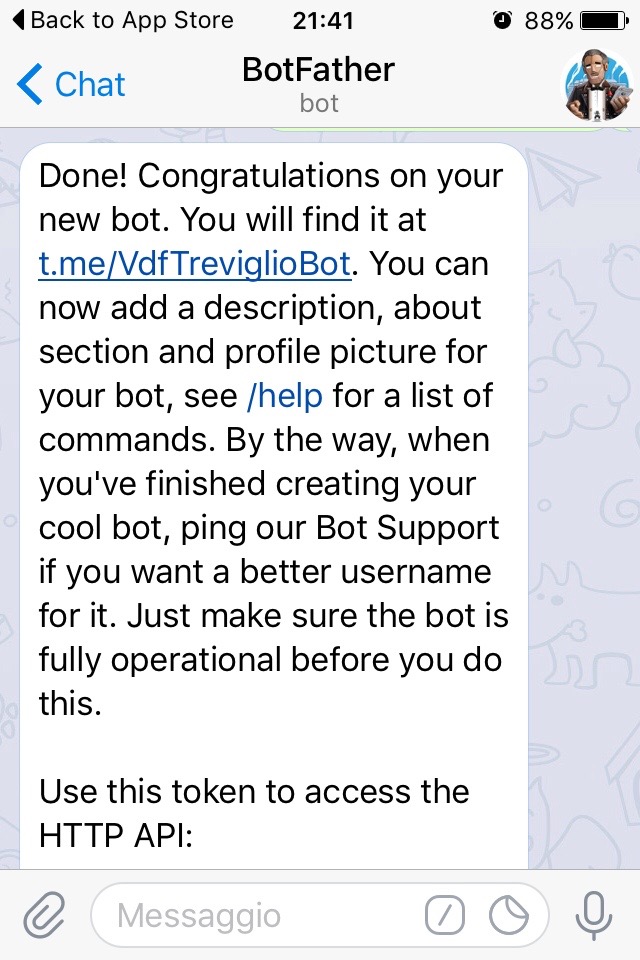 Back to App Store 21:41 88%
Chat BotFather
bot
Done! Congratulations on your
new bot. You will find it at
t.me/VdfTreviglioBot. You can
now add a description, about
section and profile picture for
your bot, see /help for a list of
commands. By the way, when
you've finished creating your
cool bot, ping our Bot Support
if you want a better username
for it. Just make sure the bot is
fully operational before you do
this.
Use this token to access the
HTTP API:
Messaggio